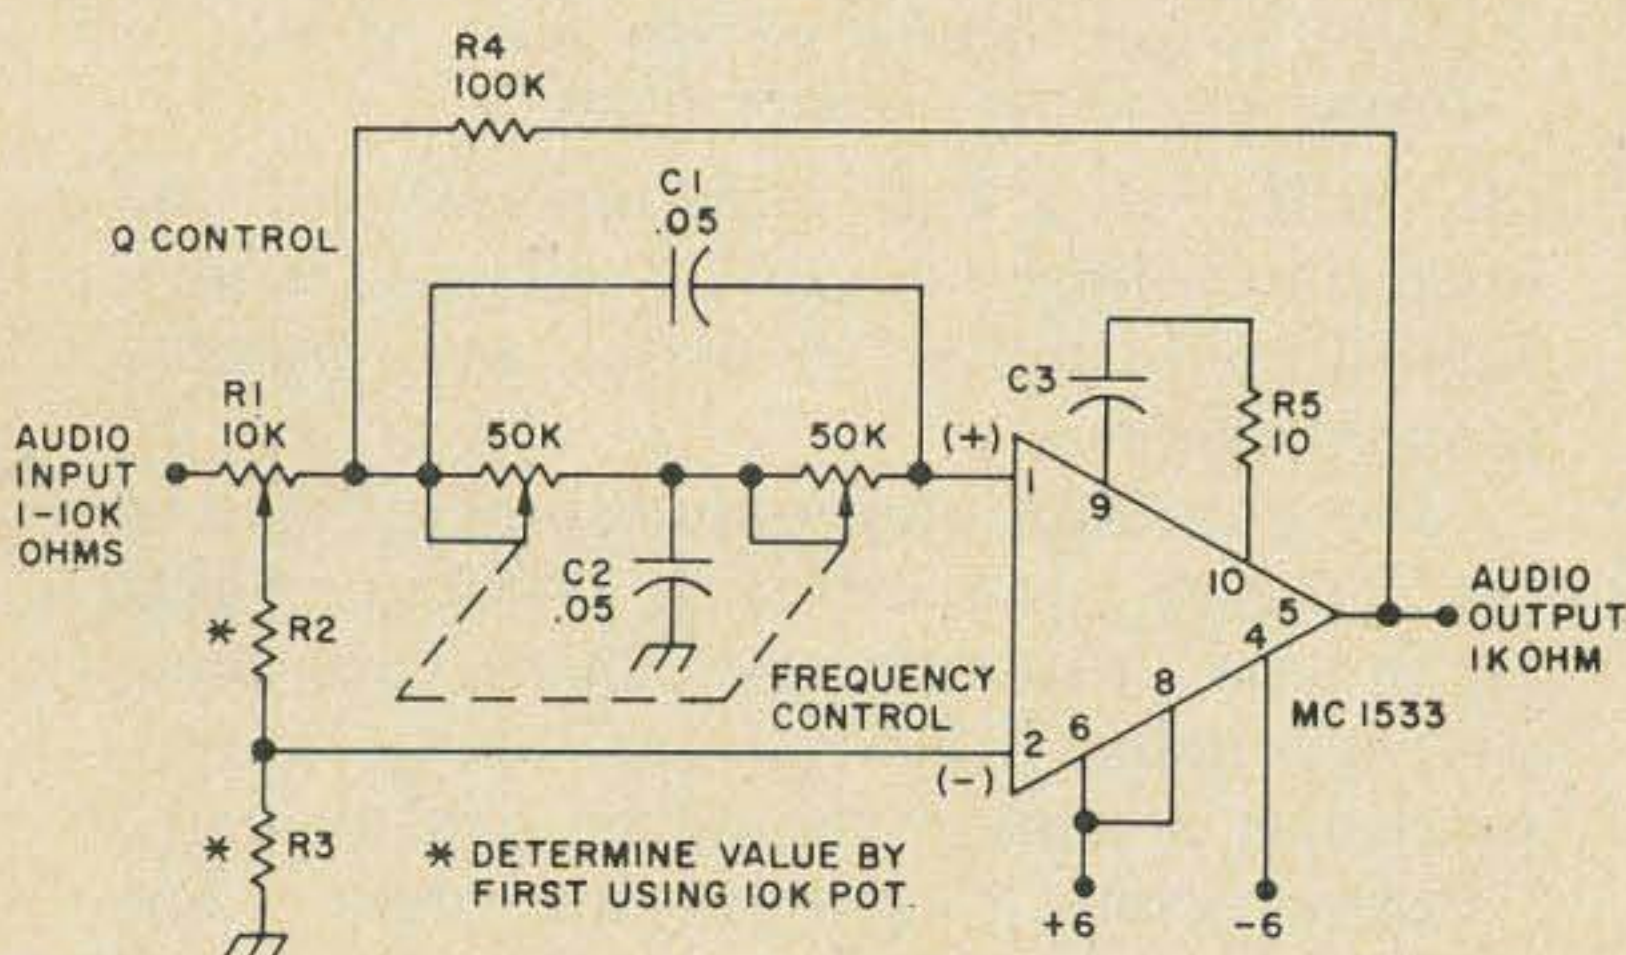 R4
100K
C1
.05
Q CONTROL
R1
10K
AUDIO
INPUT
1-10K
OHMS
50K
50K
(+)
C3
R5
10
1
9
10
5
4
8
6
2
(-)
C2
.05
* R2
* R3
FREQUENCY
CONTROL
MC1533
AUDIO
OUTPUT
1K OHM
* DETERMINE VALUE BY
FIRST USING 10K POT.
+6
-6